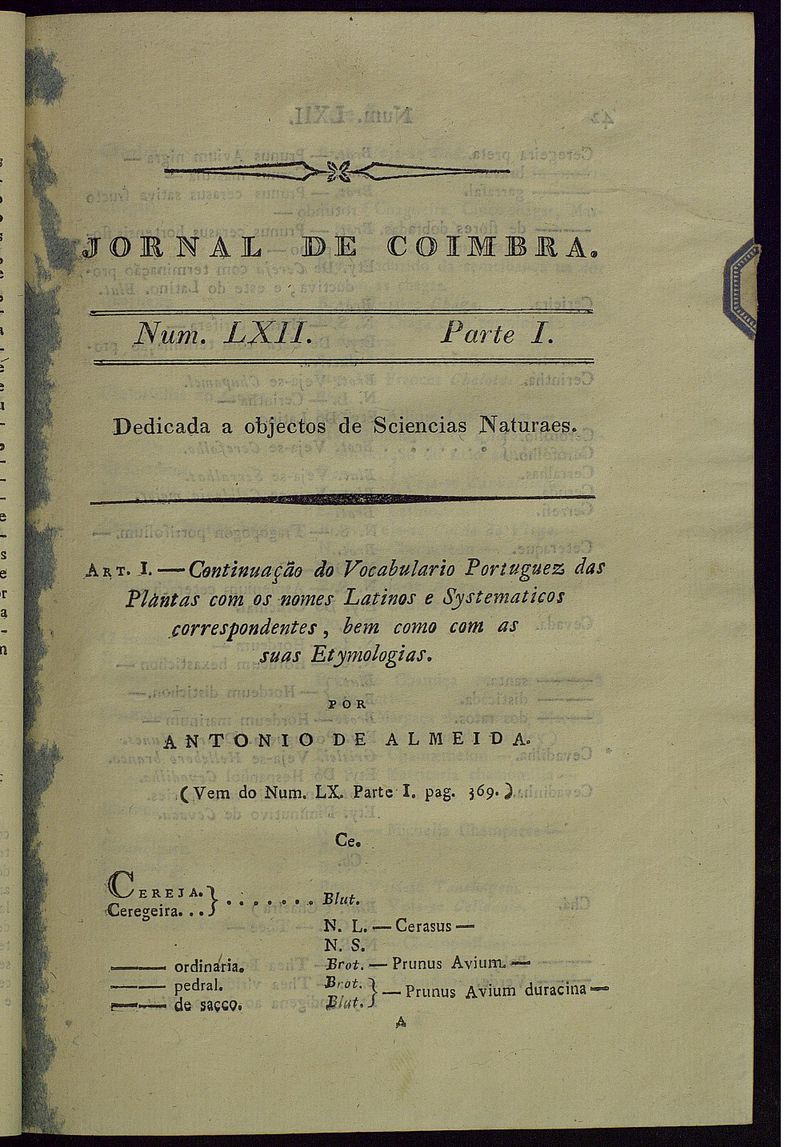 JORNAL DE COIMBRA.
Num. LXII. Parte I.
Dedicada a objectos de Sciencias Naturaes.
ART. I. — Continuação do Vocabulario Portuguez das
Plantas com os nomes Latinos e Systematicos
correspondentes, bem como com as
suas Etymologias.
POR
ANTONIO DE ALMEIDA.
(Vem do Num. LX. Parte I. pag. 369.)
Ce.
CEREJA. } . . . . . . . Blut.
Ceregeira. . . }
N. L. — Cerasus —
N. S.
—— ordinária. Brot. — Prunus Avium. —
—— pedral. Brot. } — Prunus Avium duracina —
—— de sacco. Blut. }
A